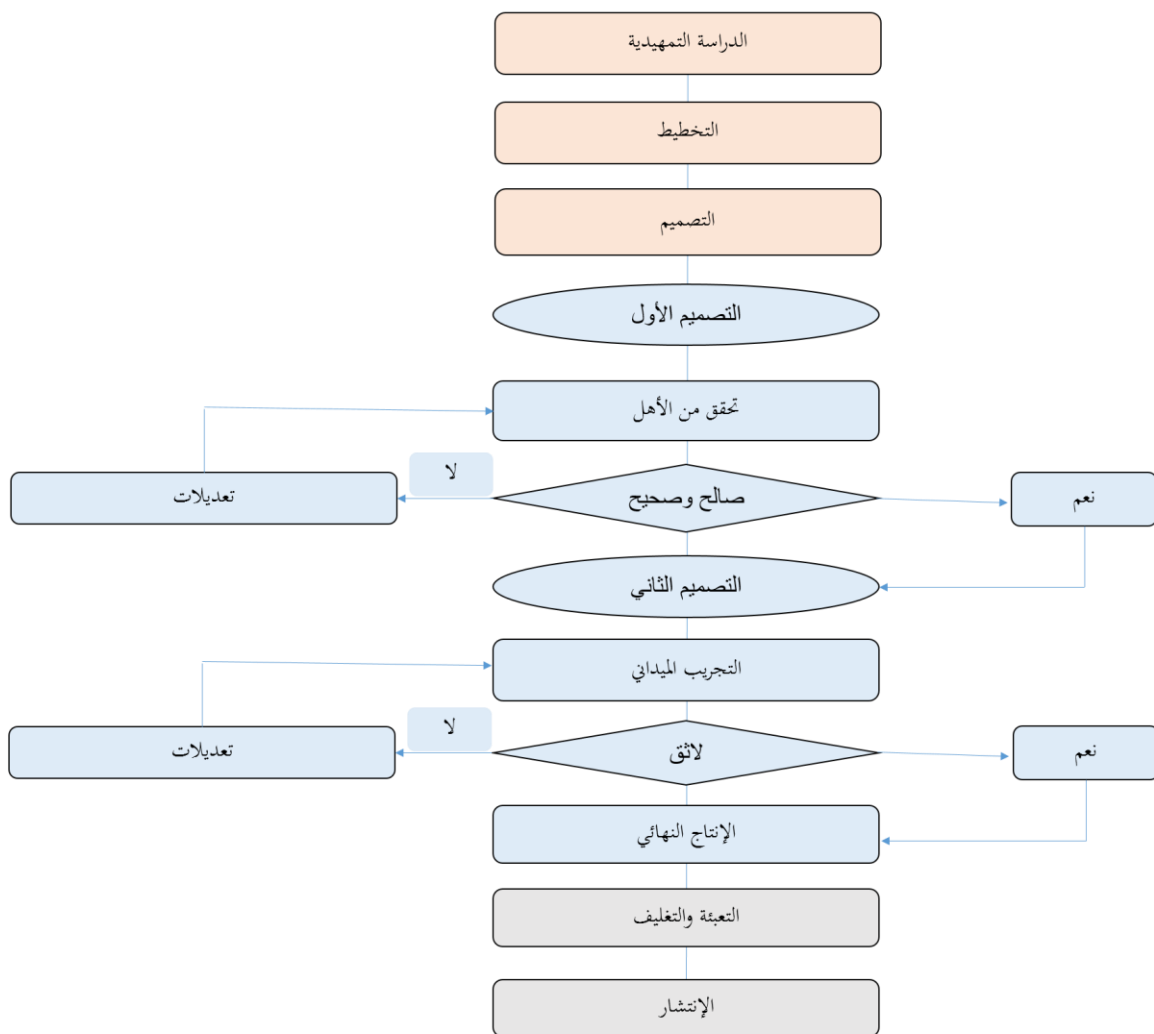 الدراسة التمهيدية
التخطيط
التصميم
التصميم الأول
تحقق من الأهل
لا
صالح وصحيح
نعم
تعديلات
التصميم الثاني
التجريب الميداني
لا
لائق
نعم
تعديلات
الإنتاج النهائي
التعبئة والتغليف
الإنتشار